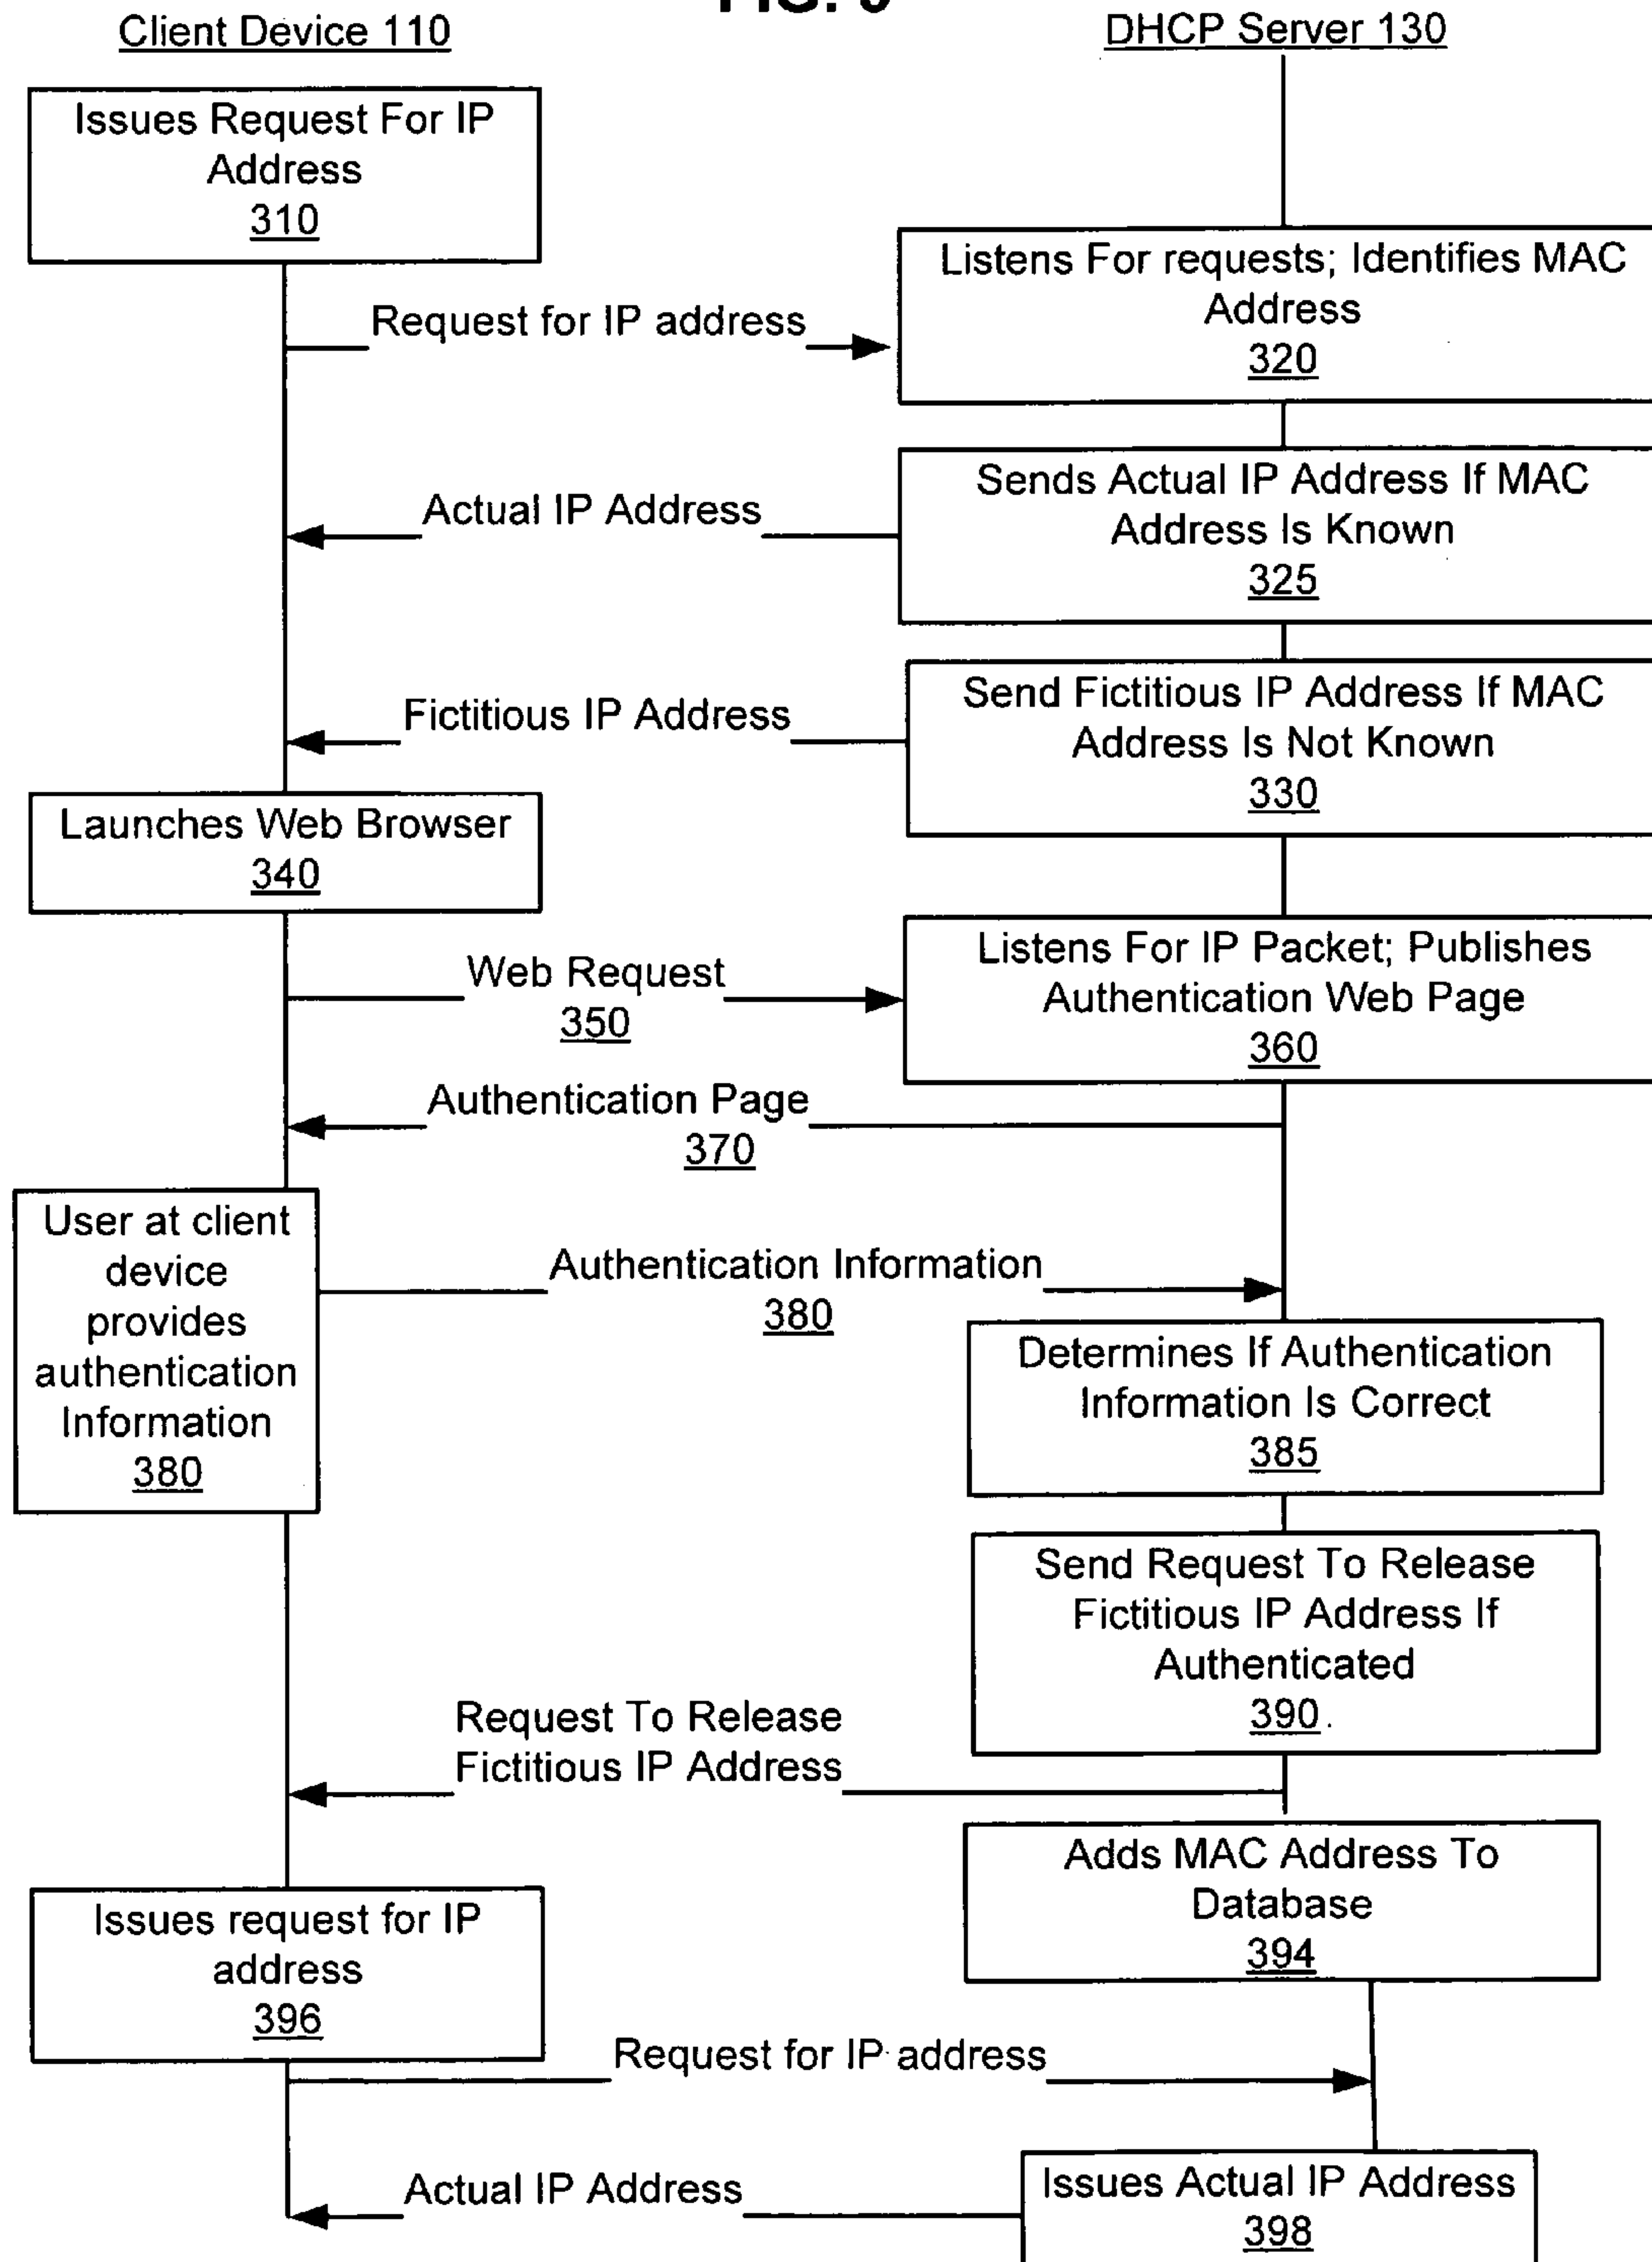 Client Device 110
DHCP Server 130
Issues Request For IP
Address
310
Listens For requests; Identifies MAC
Address
320
Request for IP address
Sends Actual IP Address If MAC
Address Is Known
325
Actual IP Address
Send Fictitious IP Address If MAC
Address Is Not Known
330
Fictitious IP Address
Launches Web Browser
340
Listens For IP Packet; Publishes
Authentication Web Page
360
Web Request
350
Authentication Page
370
User at client
device
provides
authentication
Information
380
Authentication Information
380
Determines If Authentication
Information Is Correct
385
Send Request To Release
Fictitious IP Address If
Authenticated
390
Request To Release
Fictitious IP Address
Adds MAC Address To
Database
394
Issues request for IP
address
396
Request for IP address
Issues Actual IP Address
398
Actual IP Address